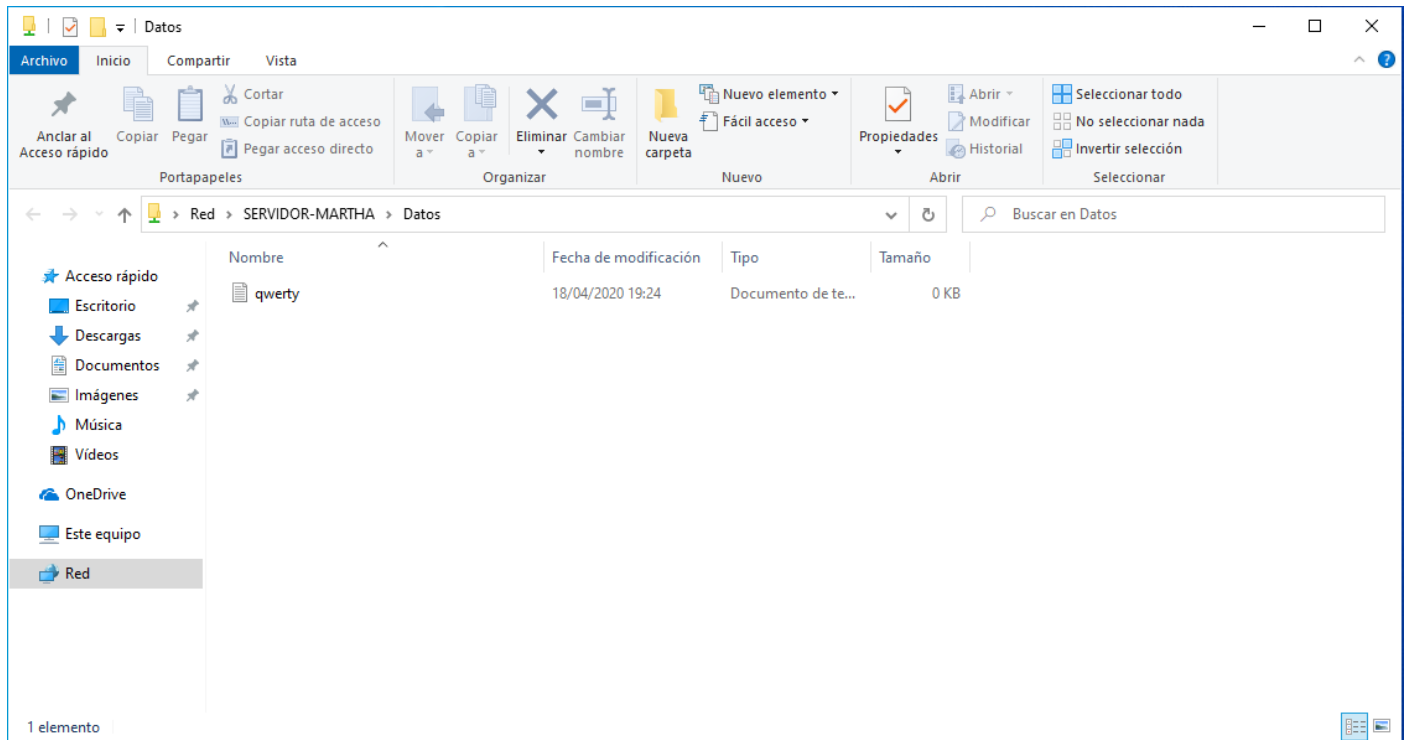 Datos
Archivo Inicio Compartir Vista
Anclar al Acceso rápido
Copiar
Pegar
Cortar
Copiar ruta de acceso
Pegar acceso directo
Portapapeles
Mover a
Copiar a
Eliminar
Cambiar nombre
Organizar
Nueva carpeta
Nuevo elemento
Fácil acceso
Nuevo
Propiedades
Abrir
Modificar
Historial
Abrir
Seleccionar todo
No seleccionar nada
Invertir selección
Seleccionar
Red > SERVIDOR-MARTHA > Datos
Buscar en Datos
Acceso rápido
Escritorio
Descargas
Documentos
Imágenes
Música
Vídeos
OneDrive
Este equipo
Red
Nombre Fecha de modificación Tipo Tamaño
qwerty 18/04/2020 19:24 Documento de te... 0 KB
1 elemento